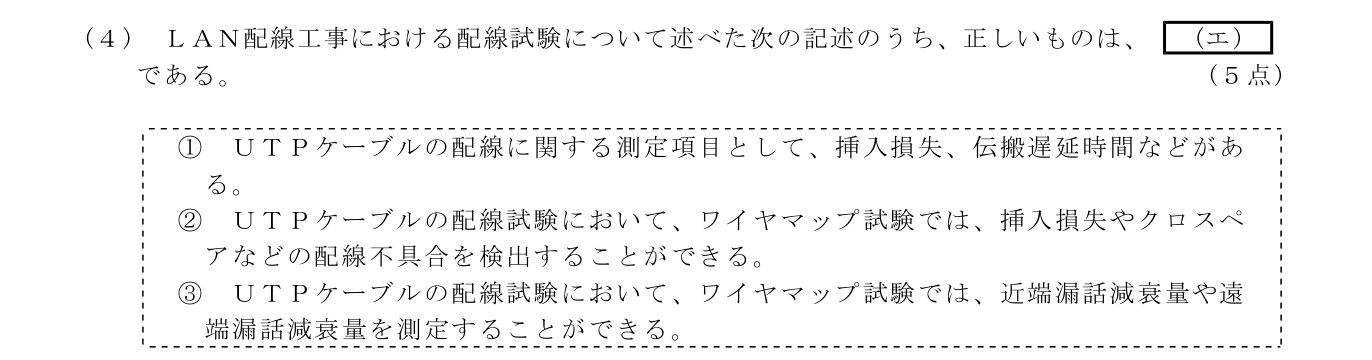 （４）　ＬＡＮ配線工事における配線試験について述べた次の記述のうち、正しいものは、　(エ)
である。　（５点）
①　ＵＴＰケーブルの配線に関する測定項目として、挿入損失、伝搬遅延時間などがあ
る。
②　ＵＴＰケーブルの配線試験において、ワイヤマップ試験では、挿入損失やクロスペ
アなどの配線不具合を検出することができる。
③　ＵＴＰケーブルの配線試験において、ワイヤマップ試験では、近端漏話減衰量や遠
端漏話減衰量を測定することができる。